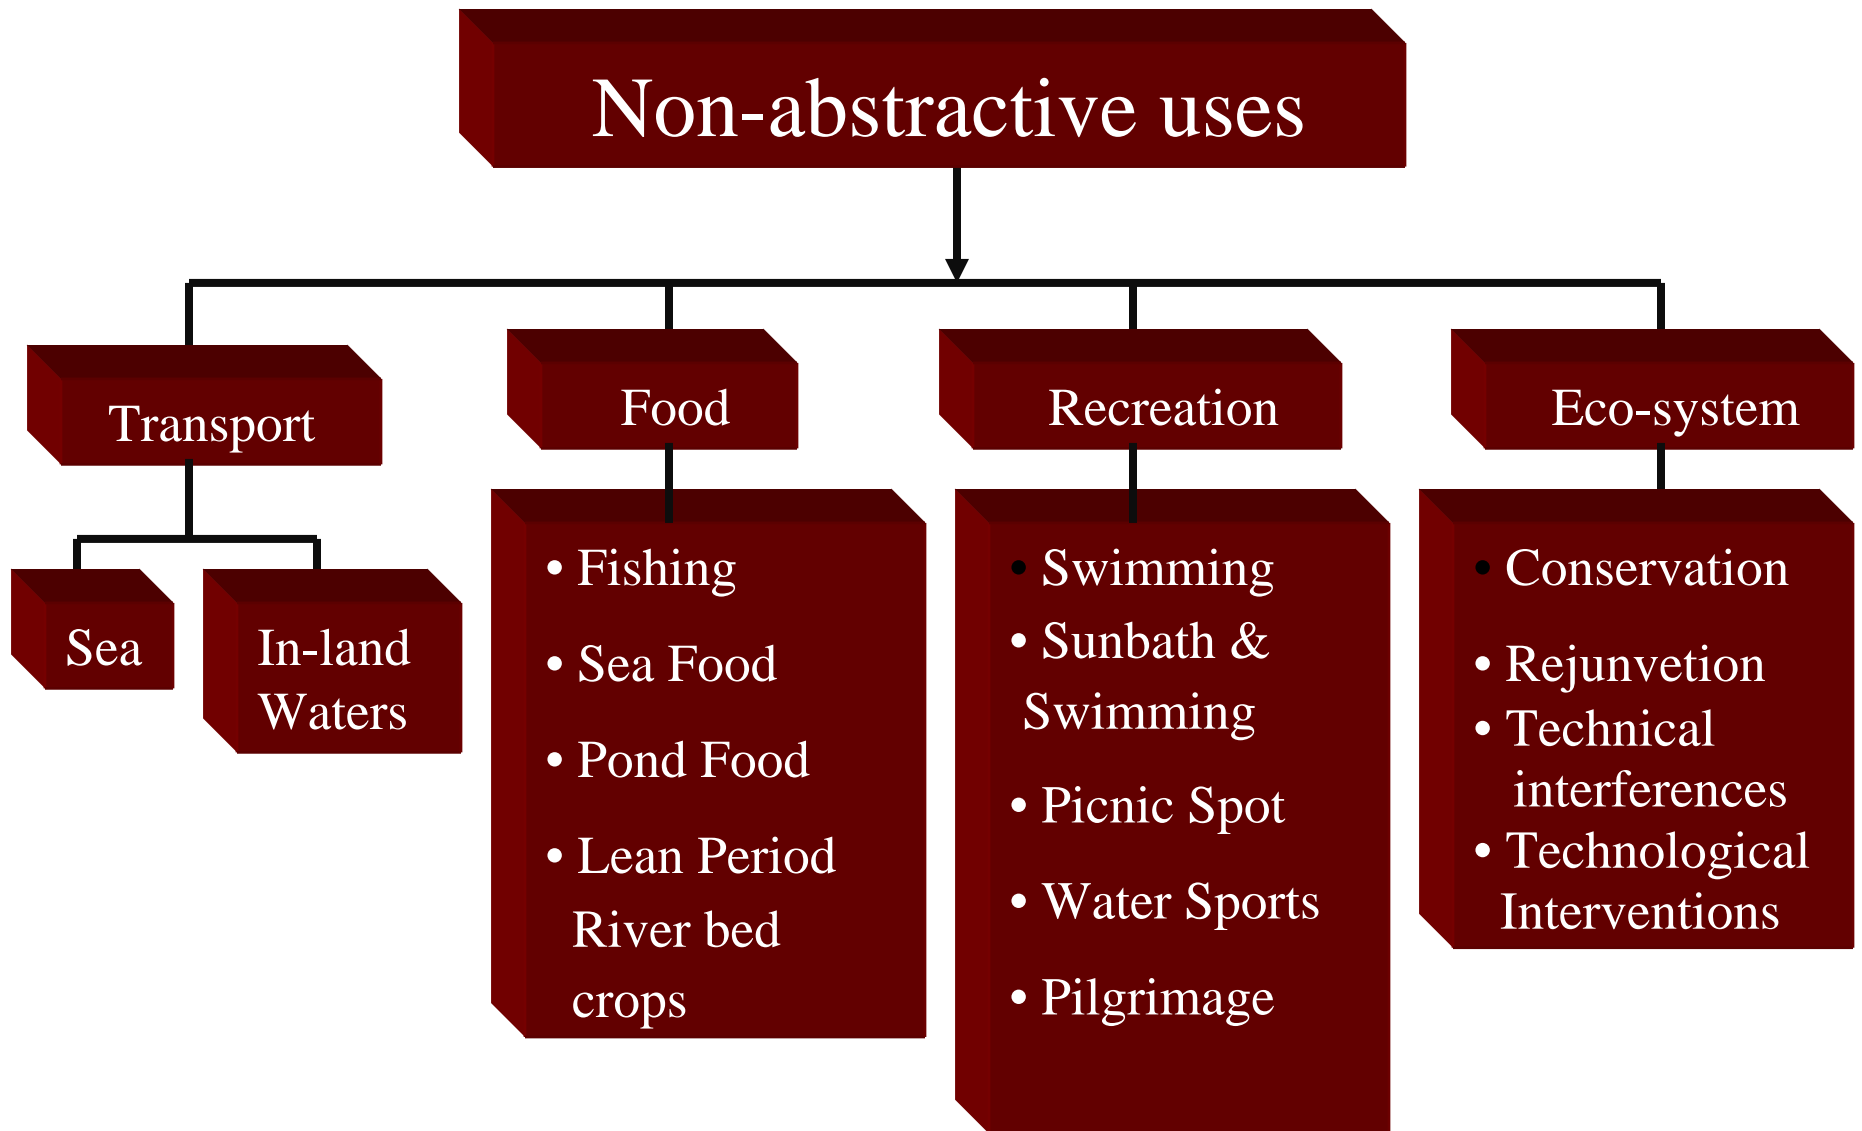 Non-abstractive uses
Transport
Food
Recreation
Eco-system
Sea
In-land
Waters
• Fishing
• Sea Food
• Pond Food
• Lean Period
River bed
crops
• Swimming
• Sunbath &
Swimming
• Picnic Spot
• Water Sports
• Pilgrimage
• Conservation
• Rejunvetion
• Technical
interferences
• Technological
Interventions